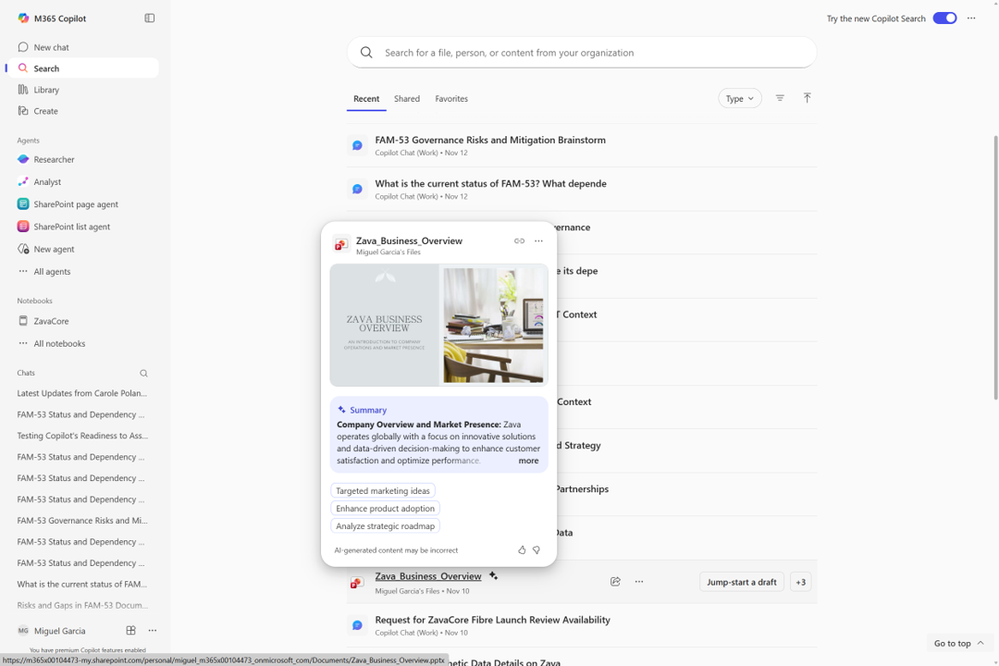 M365 Copilot
New chat
Search
Library
Create
Agents
Researcher
Analyst
SharePoint page agent
SharePoint list agent
New agent
All agents
Notebooks
ZavaCore
All notebooks
Chats
Latest Updates from Carole Polan...
FAM-53 Status and Dependency ...
Testing Copilot's Readiness to Ass...
FAM-53 Status and Dependency ...
FAM-53 Status and Dependency ...
FAM-53 Status and Dependency ...
FAM-53 Governance Risks and Mi...
FAM-53 Status and Dependency ...
FAM-53 Status and Dependency ...
What is the current status of FAM...
Risks and Gaps in FAM-53 Docum...
MG Miguel Garcia
You have premium Copilot features enabled
https://m365x00104473-my.sharepoint.com/personal/miguel_m365x00104473_onmicrosoft_com/Documents/Zava_Business_Overview.pptx
Try the new Copilot Search
Search for a file, person, or content from your organization
Recent Shared Favorites Type
FAM-53 Governance Risks and Mitigation Brainstorm
Copilot Chat (Work) • Nov 12
What is the current status of FAM-53? What depende
Copilot Chat (Work) • Nov 12
vernance
e its depe
T Context
Context
d Strategy
Partnerships
Data
Zava_Business_Overview
Miguel Garcia's Files
ZAVA BUSINESS
OVERVIEW
AN INTRODUCTION TO COMPANY
OPERATIONS AND MARKET PRESENCE
Summary
Company Overview and Market Presence: Zava
operates globally with a focus on innovative solutions
and data-driven decision-making to enhance customer
satisfaction and optimize performance. more
Targeted marketing ideas
Enhance product adoption
Analyze strategic roadmap
AI-generated content may be incorrect
Zava_Business_Overview
Miguel Garcia's Files • Nov 10
Jump-start a draft +3
Request for ZavaCore Fibre Launch Review Availability
Copilot Chat (Work) • Nov 10
netic Data Details on Zava
Go to top